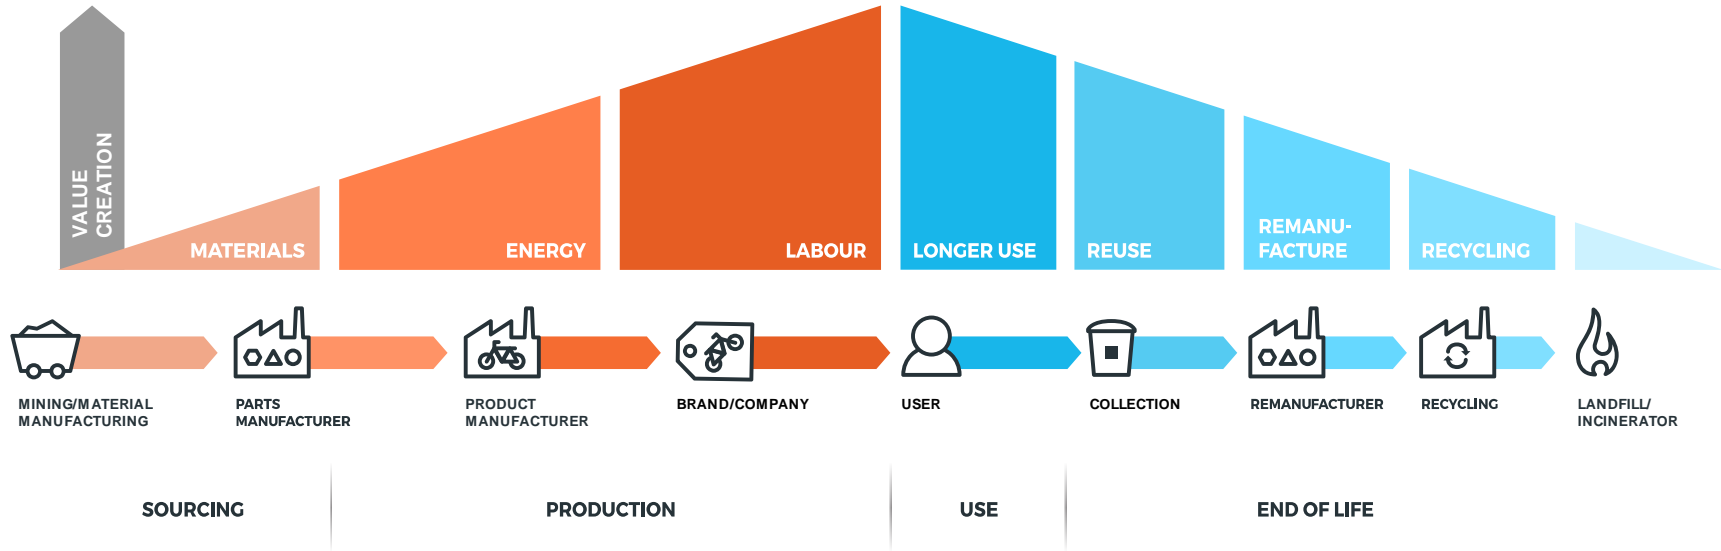 VALUE
CREATION
MATERIALS
ENERGY
LABOUR
LONGER USE
REUSE
REMANU-
FACTURE
RECYCLING
MINING/MATERIAL
MANUFACTURING
PARTS
MANUFACTURER
PRODUCT
MANUFACTURER
BRAND/COMPANY
USER
COLLECTION
REMANUFACTURER
RECYCLING
LANDFILL/
INCINERATOR
SOURCING
PRODUCTION
USE
END OF LIFE